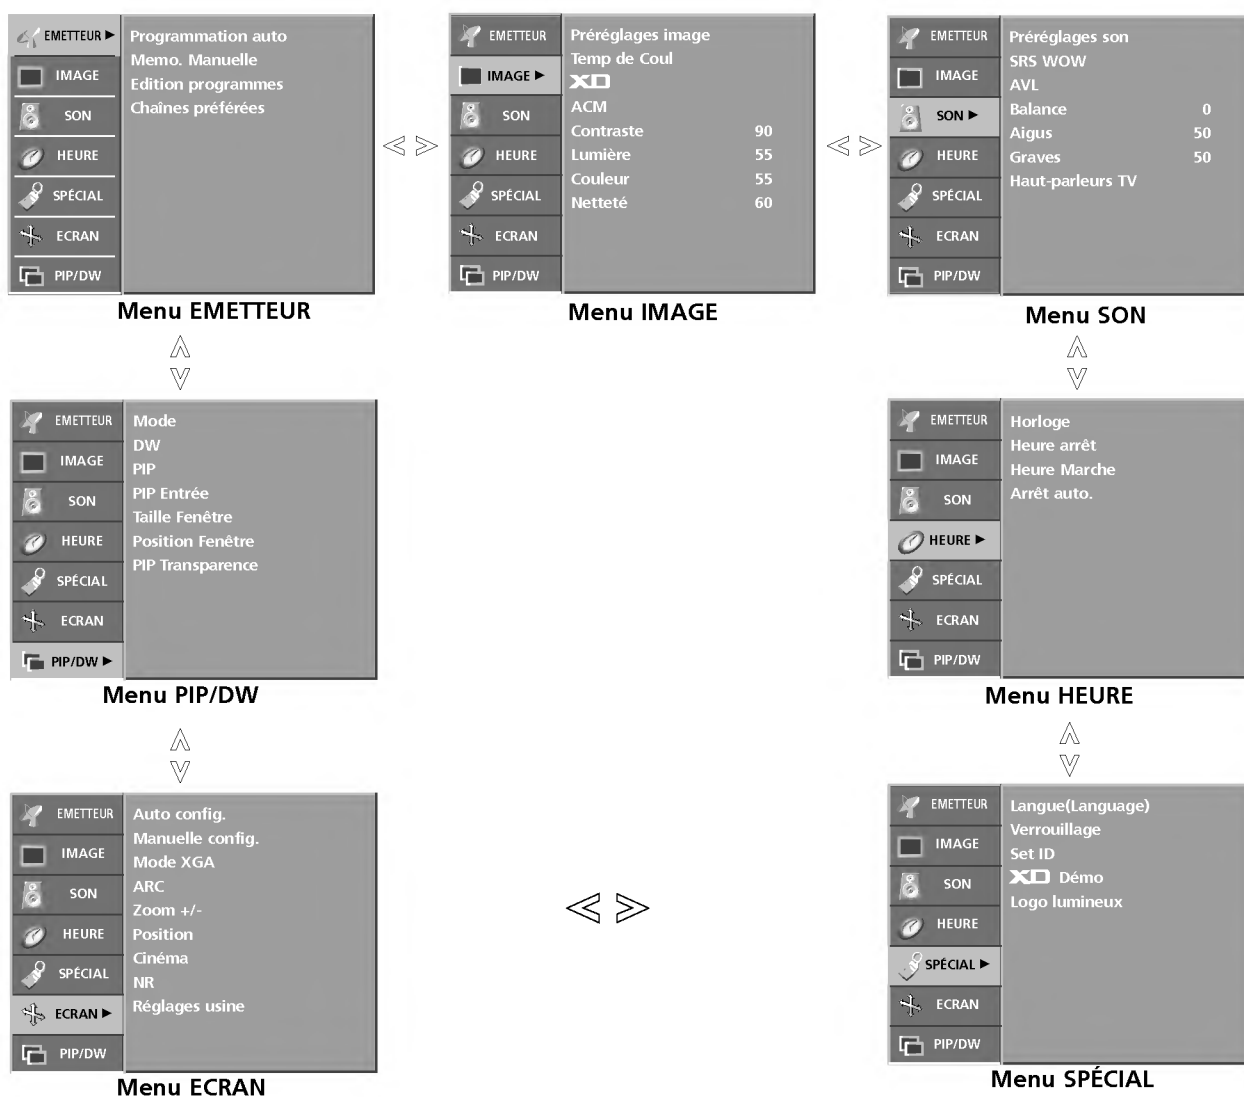 EMETTEUR ►
IMAGE
SON
HEURE
SPÉCIAL
ECRAN
PIP/DW
Programmation auto
Memo. Manuelle
Edition programmes
Chaînes préférées
Menu EMETTEUR
EMETTEUR
IMAGE ►
SON
HEURE
SPÉCIAL
ECRAN
PIP/DW
Préréglages image
Temp de Coul
XD
ACM
Contraste 90
Lumière 55
Couleur 55
Netteté 60
Menu IMAGE
EMETTEUR
IMAGE
SON ►
HEURE
SPÉCIAL
ECRAN
PIP/DW
Préréglages son
SRS WOW
AVL
Balance 0
Aigus 50
Graves 50
Haut-parleurs TV
Menu SON
EMETTEUR
IMAGE
SON
HEURE
SPÉCIAL
ECRAN
PIP/DW ►
Mode
DW
PIP
PIP Entrée
Taille Fenêtre
Position Fenêtre
PIP Transparence
Menu PIP/DW
EMETTEUR
IMAGE
SON
HEURE ►
SPÉCIAL
ECRAN
PIP/DW
Horloge
Heure arrêt
Heure Marche
Arrêt auto.
Menu HEURE
EMETTEUR
IMAGE
SON
HEURE
SPÉCIAL
ECRAN ►
PIP/DW
Auto config.
Manuelle config.
Mode XGA
ARC
Zoom +/-
Position
Cinéma
NR
Réglages usine
Menu ECRAN
EMETTEUR
IMAGE
SON
HEURE
SPÉCIAL ►
ECRAN
PIP/DW
Langue(Language)
Verrouillage
Set ID
XD Démo
Logo lumineux
Menu SPÉCIAL